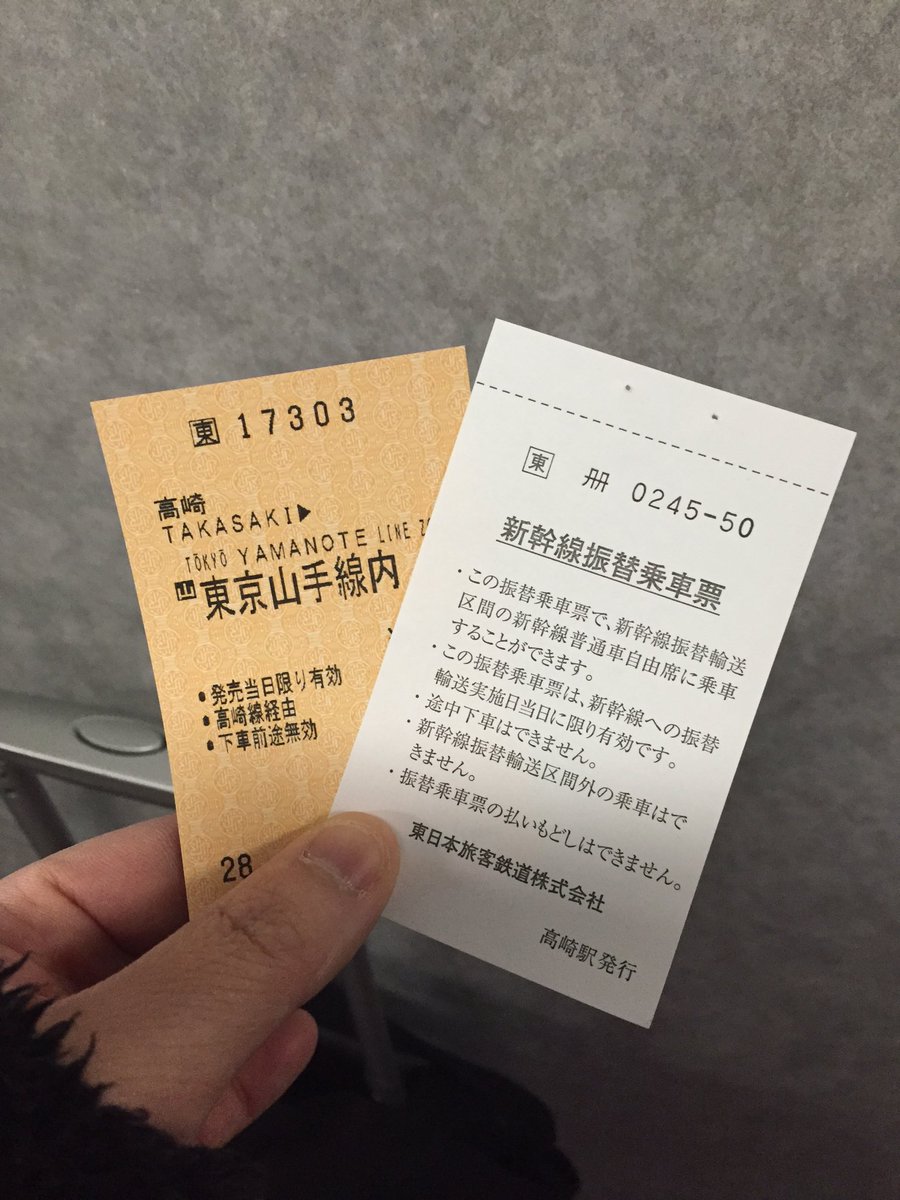 東 17303
高崎
TAKASAKI▶
TŌKYŌ YAMANOTE LINE
山 東京山手線内
・発売当日限り有効
・高崎線経由
・下車前途無効
28
東 冊 0245-50
新幹線振替乗車票
・この振替乗車票で、新幹線振替輸送
区間の新幹線普通車自由席に乗車
することができます。
・この振替乗車票は、新幹線への振替
輸送実施日当日に限り有効です。
・途中下車はできません。
・新幹線振替輸送区間外の乗車はで
きません。
・振替乗車票の払いもどしはできません。
東日本旅客鉄道株式会社
高崎駅発行